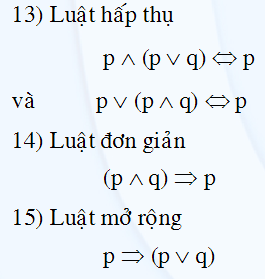 13) Luật hấp thụ
p ∧ (p ∨ q) ⇔ p
và p ∨ (p ∧ q) ⇔ p
14) Luật đơn giản
(p ∧ q) ⇒ p
15) Luật mở rộng
p ⇒ (p ∨ q)